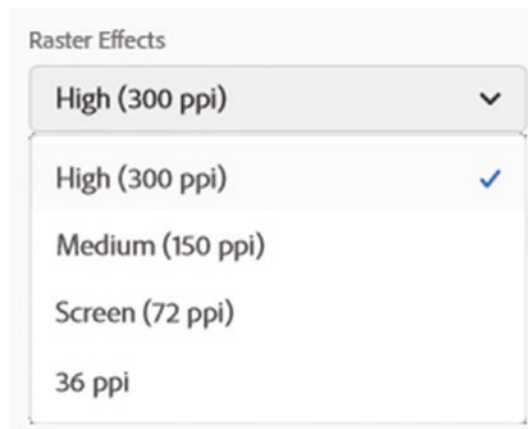 Raster Effects
High (300 ppi)
High (300 ppi)
Medium (150 ppi)
Screen (72 ppi)
36 ppi